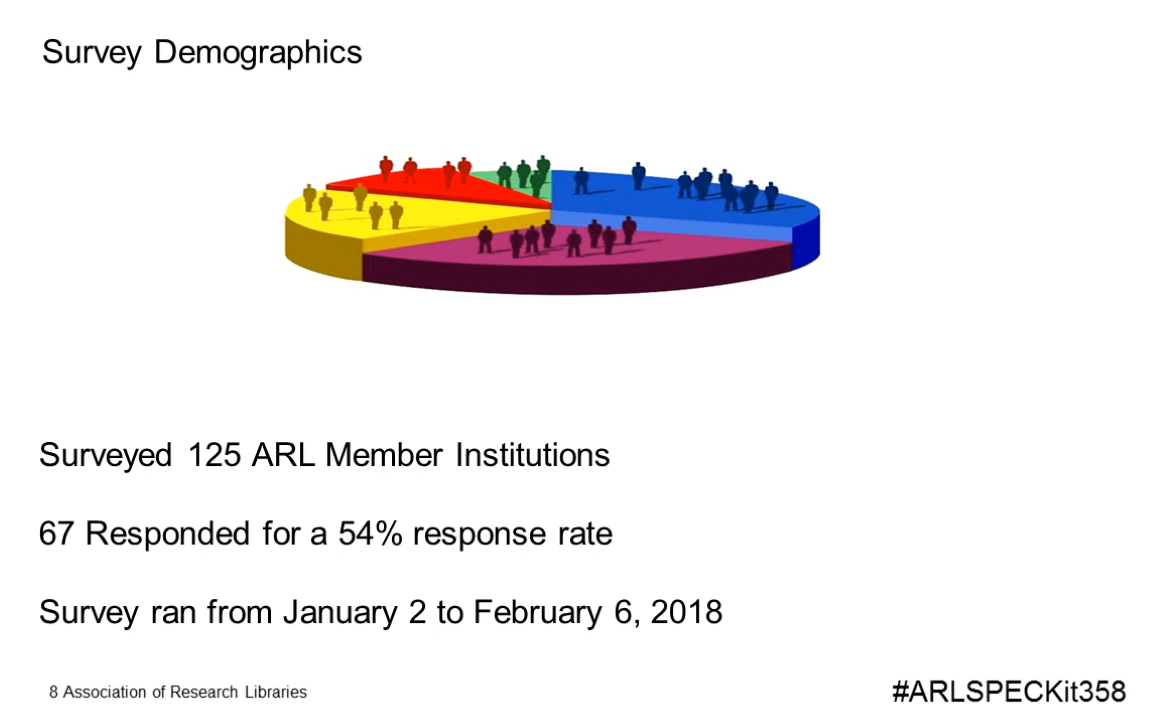 Survey Demographics
Surveyed 125 ARL Member Institutions
67 Responded for a 54% response rate
Survey ran from January 2 to February 6, 2018
8 Association of Research Libraries
#ARLSPECKit358